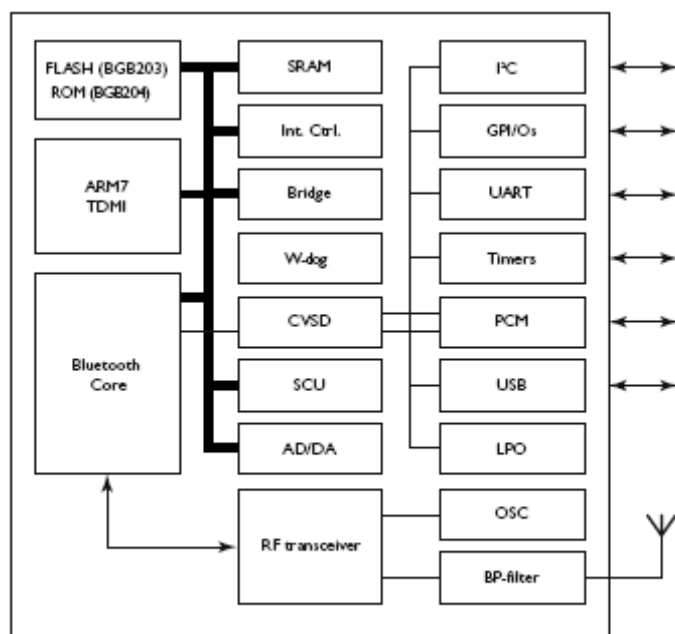 FLASH (BGB203)
ROM (BGB204)
ARM7
TDMI
Bluetooth
Core
SRAM
Int. Ctrl.
Bridge
W-dog
CVSD
SCU
AD/DA
RF transceiver
I²C
GPI/Os
UART
Timers
PCM
USB
LPO
OSC
BP-filter